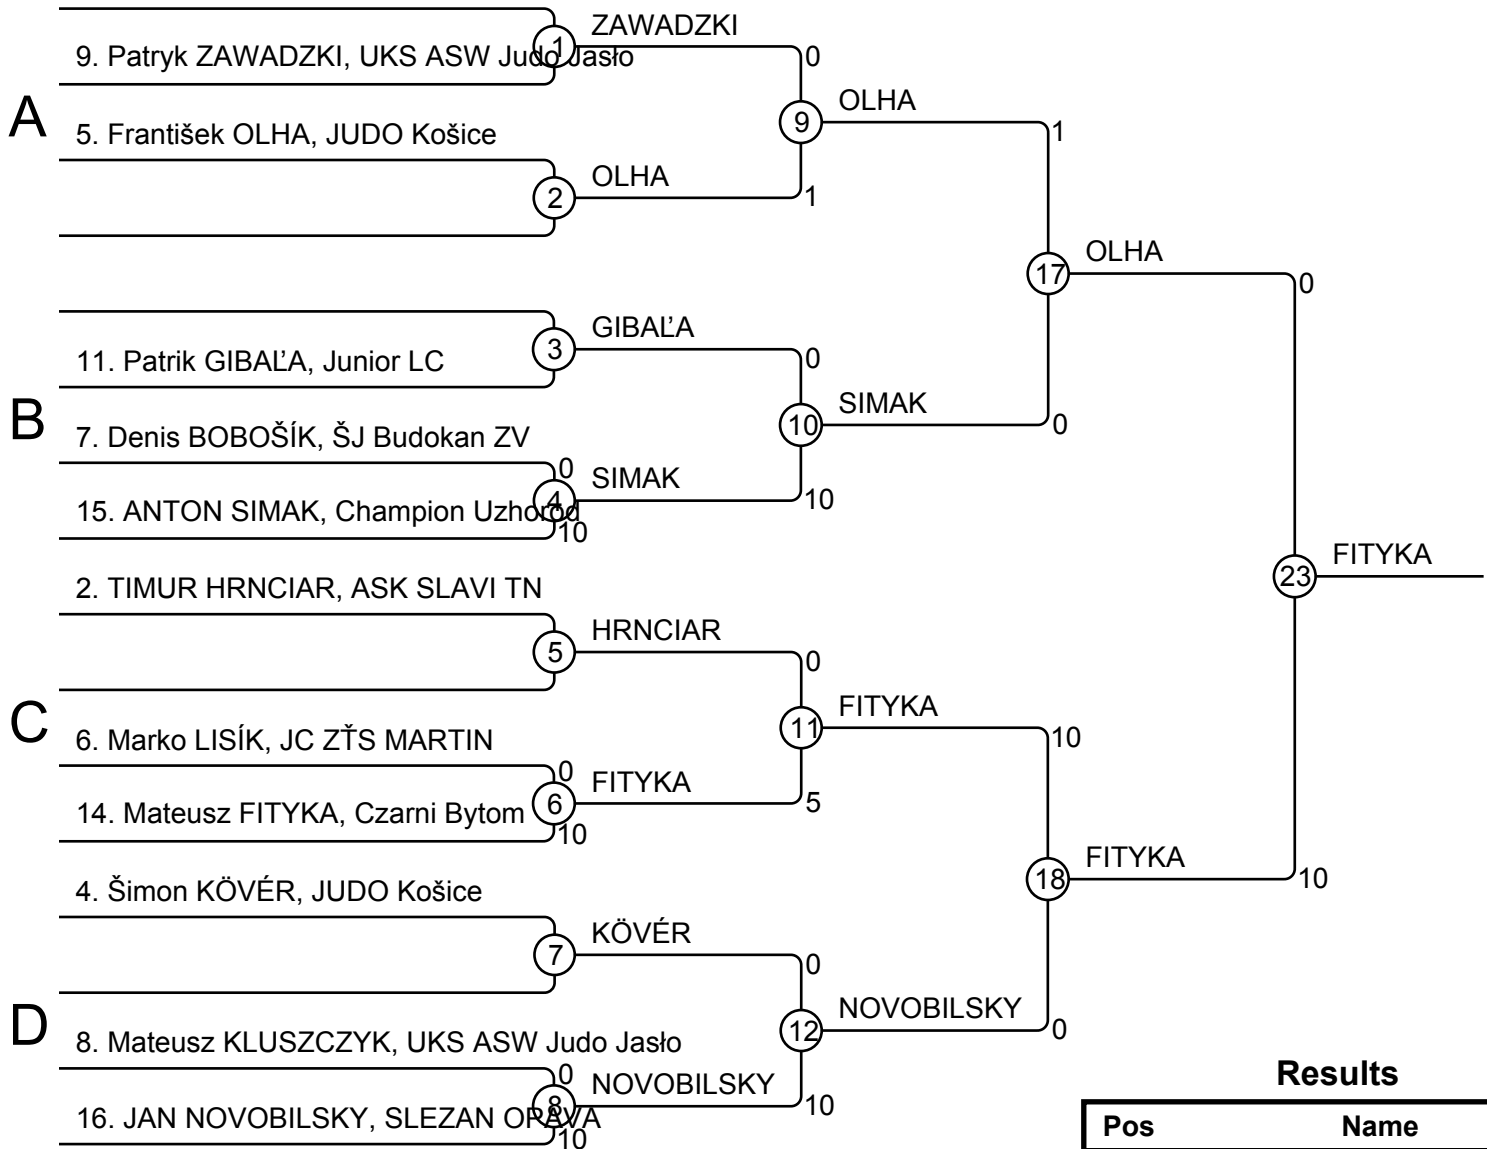 ZAWADZKI
1
9. Patryk ZAWADZKI, UKS ASW Judo Jasło
0
OLHA
A
9
1
5. František OLHA, JUDO Košice
OLHA
2
1
OLHA
17
0
GIBAĽA
3
0
11. Patrik GIBAĽA, Junior LC
SIMAK
B
10
0
7. Denis BOBOŠÍK, ŠJ Budokan ZV
0
SIMAK
4
10
15. ANTON SIMAK, Champion Uzhorod
10
FITYKA
23
2. TIMUR HRNCIAR, ASK SLAVI TN
HRNCIAR
5
0
FITYKA
C
11
10
6. Marko LISÍK, JC ZŤS MARTIN
0
FITYKA
6
5
14. Mateusz FITYKA, Czarni Bytom
10
FITYKA
18
10
4. Šimon KÖVÉR, JUDO Košice
KÖVÉR
7
0
NOVOBILSKY
D
12
0
8. Mateusz KLUSZCZYK, UKS ASW Judo Jasło
0
NOVOBILSKY
8
10
16. JAN NOVOBILSKY, SLEZAN OPAVA
10
Results
Pos Name